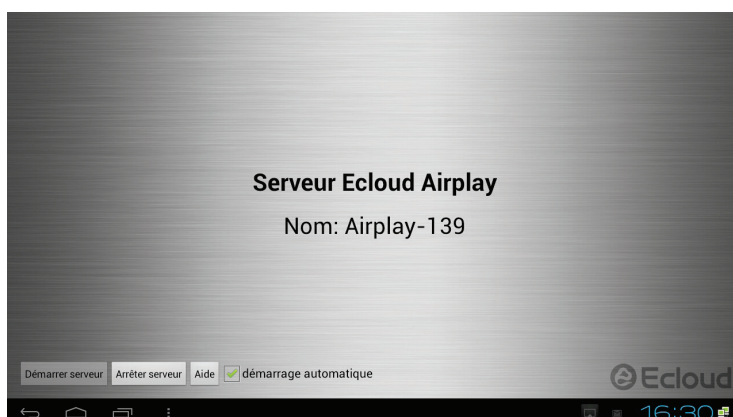 Serveur Ecloud Airplay
Nom: Airplay-139
Démarrer serveur Arrêter serveur Aide démarrage automatique
Ecloud
16:30